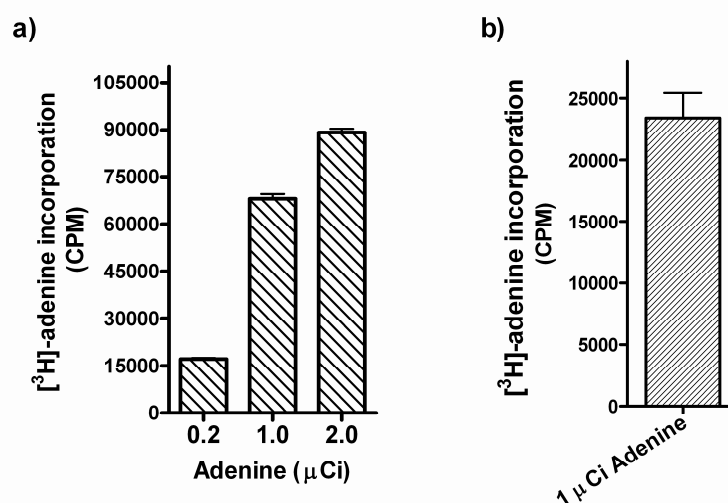 a)
[³H]-adenine incorporation
(CPM)
105000
90000
75000
60000
45000
30000
15000
0
0.2 1.0 2.0
Adenine (μCi)
b)
[³H]-adenine incorporation
(CPM)
25000
20000
15000
10000
5000
0
1 μCi Adenine